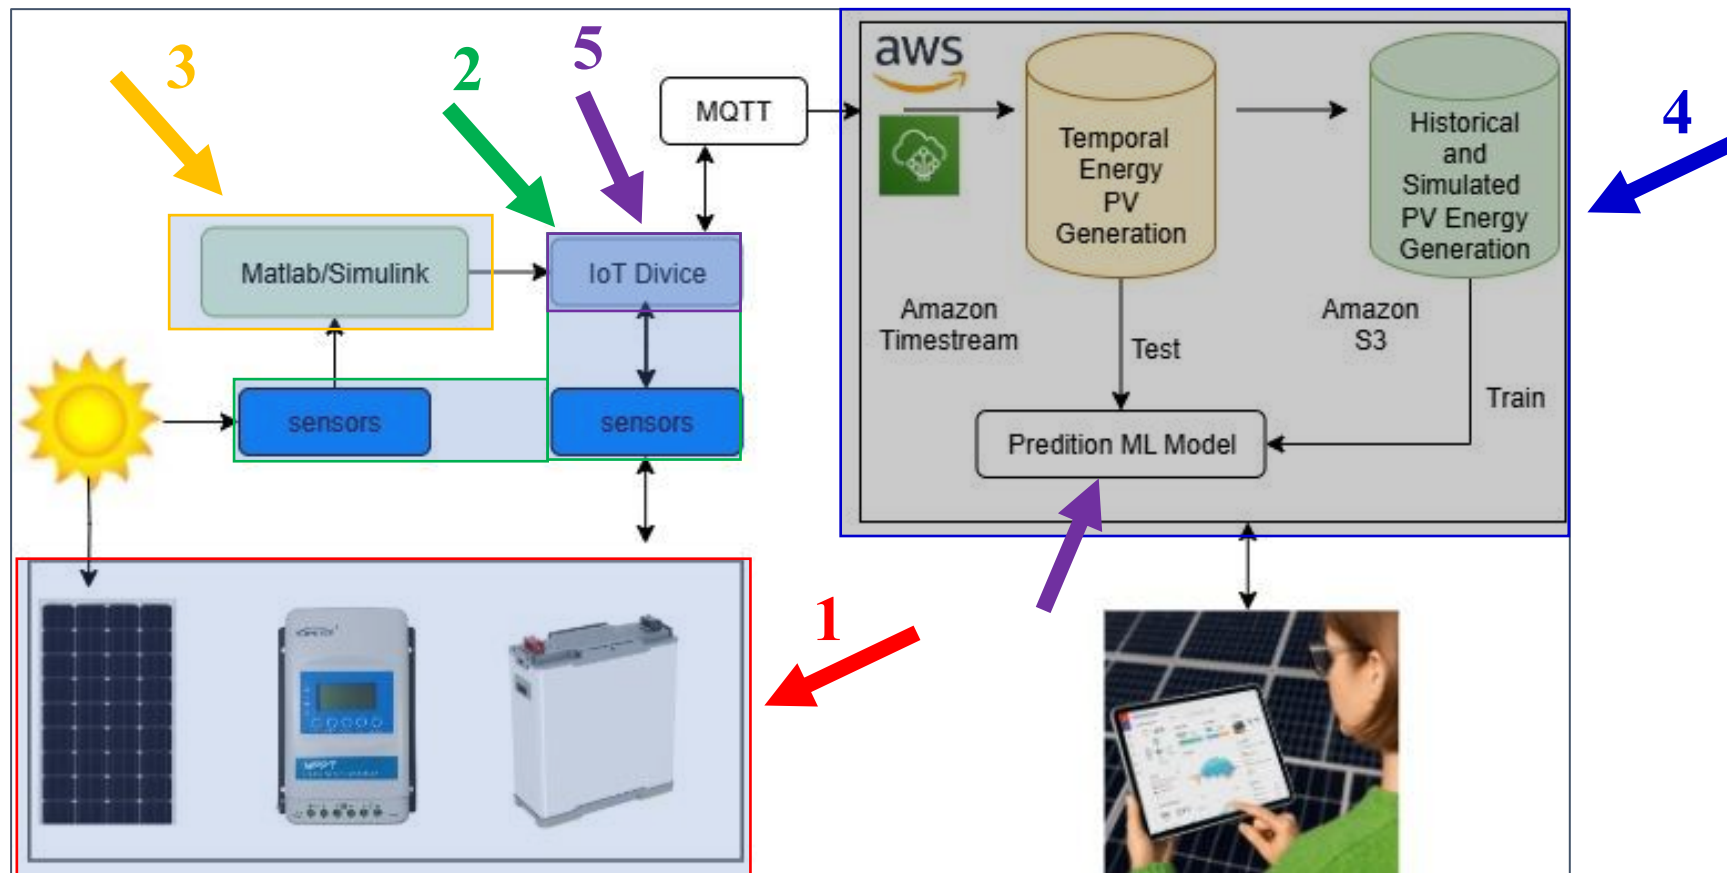 3
2
5
4
aws
MQTT
Temporal
Energy
PV
Generation
Historical
and
Simulated
PV Energy
Generation
Matlab/Simulink
IoT Divice
Amazon
Timestream
Amazon
S3
Test
Train
sensors
sensors
Predition ML Model
1
MPPT